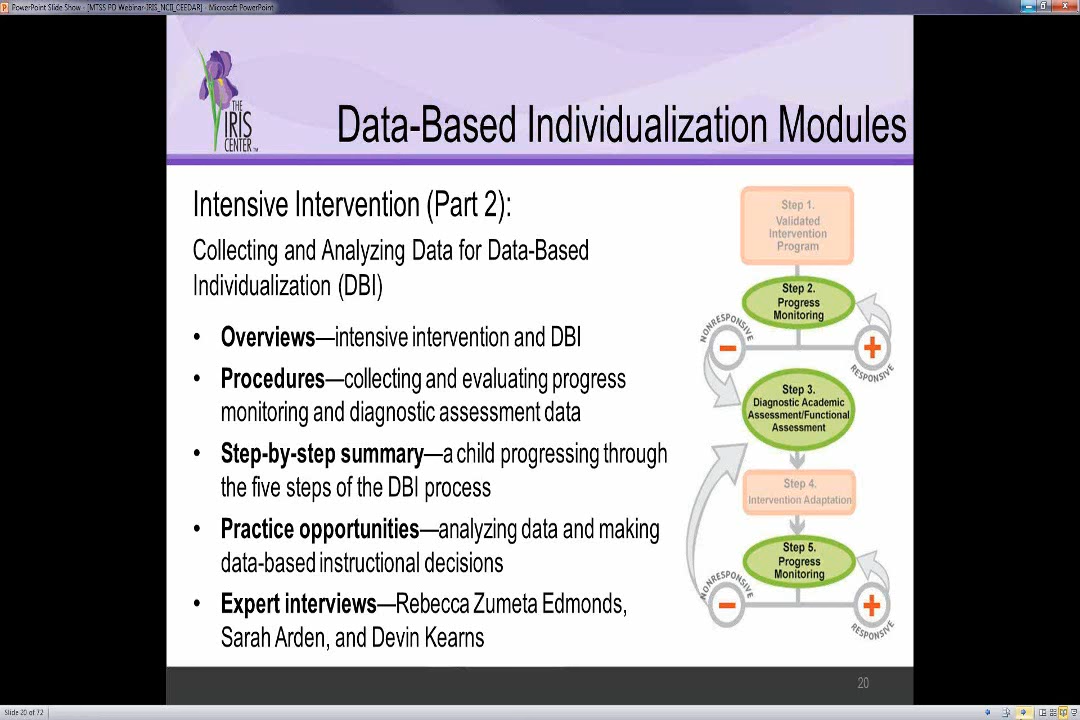 PowerPoint Slide Show - [MTSS PD Webinar-IRIS_NCII_CEEDAR] - Microsoft PowerPoint
THE
IRIS
CENTER™
Data-Based Individualization Modules
Intensive Intervention (Part 2):
Collecting and Analyzing Data for Data-Based
Individualization (DBI)
• Overviews—intensive intervention and DBI
• Procedures—collecting and evaluating progress
monitoring and diagnostic assessment data
• Step-by-step summary—a child progressing through
the five steps of the DBI process
• Practice opportunities—analyzing data and making
data-based instructional decisions
• Expert interviews—Rebecca Zumeta Edmonds,
Sarah Arden, and Devin Kearns
Step 1.
Validated
Intervention
Program
Step 2.
Progress
Monitoring
NONRESPONSIVE
−
+
RESPONSIVE
Step 3.
Diagnostic Academic
Assessment/Functional
Assessment
Step 4.
Intervention Adaptation
Step 5.
Progress
Monitoring
NONRESPONSIVE
−
+
RESPONSIVE
20
Slide 20 of 72